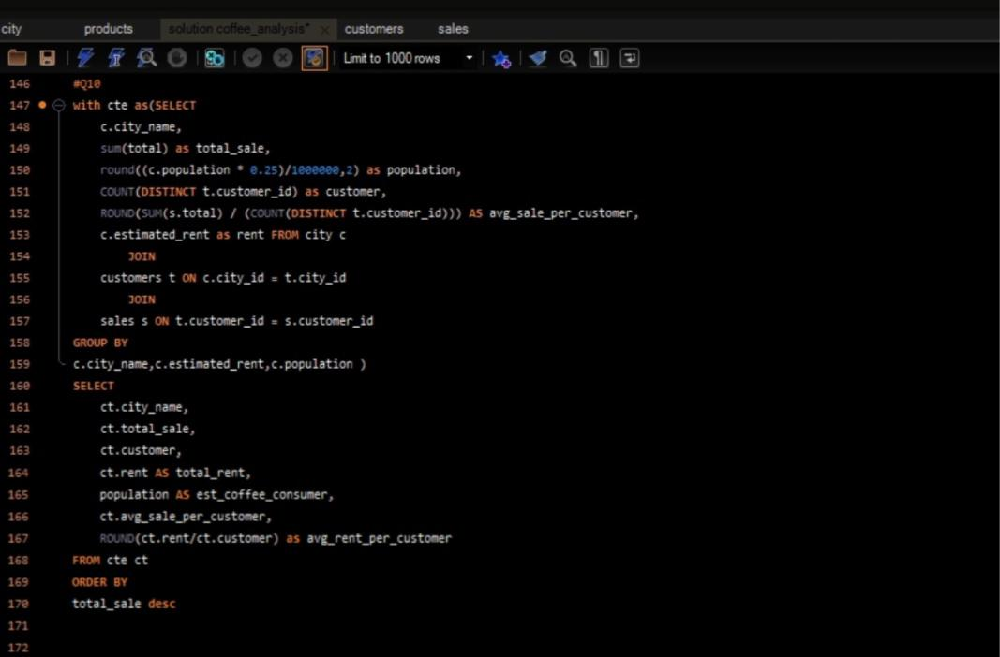 city products solution coffee_analysis* × customers sales
Limit to 1000 rows
146 #Q10
147 with cte as(SELECT
148 c.city_name,
149 sum(total) as total_sale,
150 round((c.population * 0.25)/1000000,2) as population,
151 COUNT(DISTINCT t.customer_id) as customer,
152 ROUND(SUM(s.total) / (COUNT(DISTINCT t.customer_id))) AS avg_sale_per_customer,
153 c.estimated_rent as rent FROM city c
154 JOIN
155 customers t ON c.city_id = t.city_id
156 JOIN
157 sales s ON t.customer_id = s.customer_id
158 GROUP BY
159 c.city_name,c.estimated_rent,c.population )
160 SELECT
161 ct.city_name,
162 ct.total_sale,
163 ct.customer,
164 ct.rent AS total_rent,
165 population AS est_coffee_consumer,
166 ct.avg_sale_per_customer,
167 ROUND(ct.rent/ct.customer) as avg_rent_per_customer
168 FROM cte ct
169 ORDER BY
170 total_sale desc
171
172